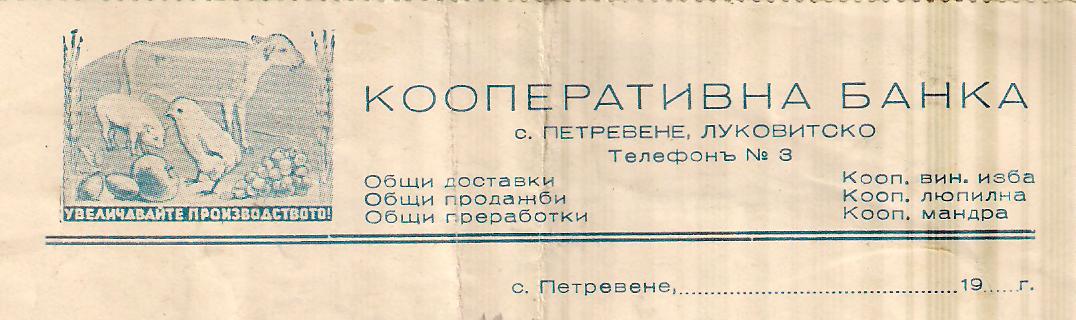 КООПЕРАТИВНА БАНКА
с. ПЕТРЕВЕНЕ, ЛУКОВИТСКО
Телефонъ № 3
Общи доставки
Общи продажби
Общи преработки
Кооп. вин. изба
Кооп. люпилна
Кооп. мандра
УВЕЛИЧАВАЙТЕ ПРОИЗВОДСТВОТО!
с. Петревене,........................................19.....г.